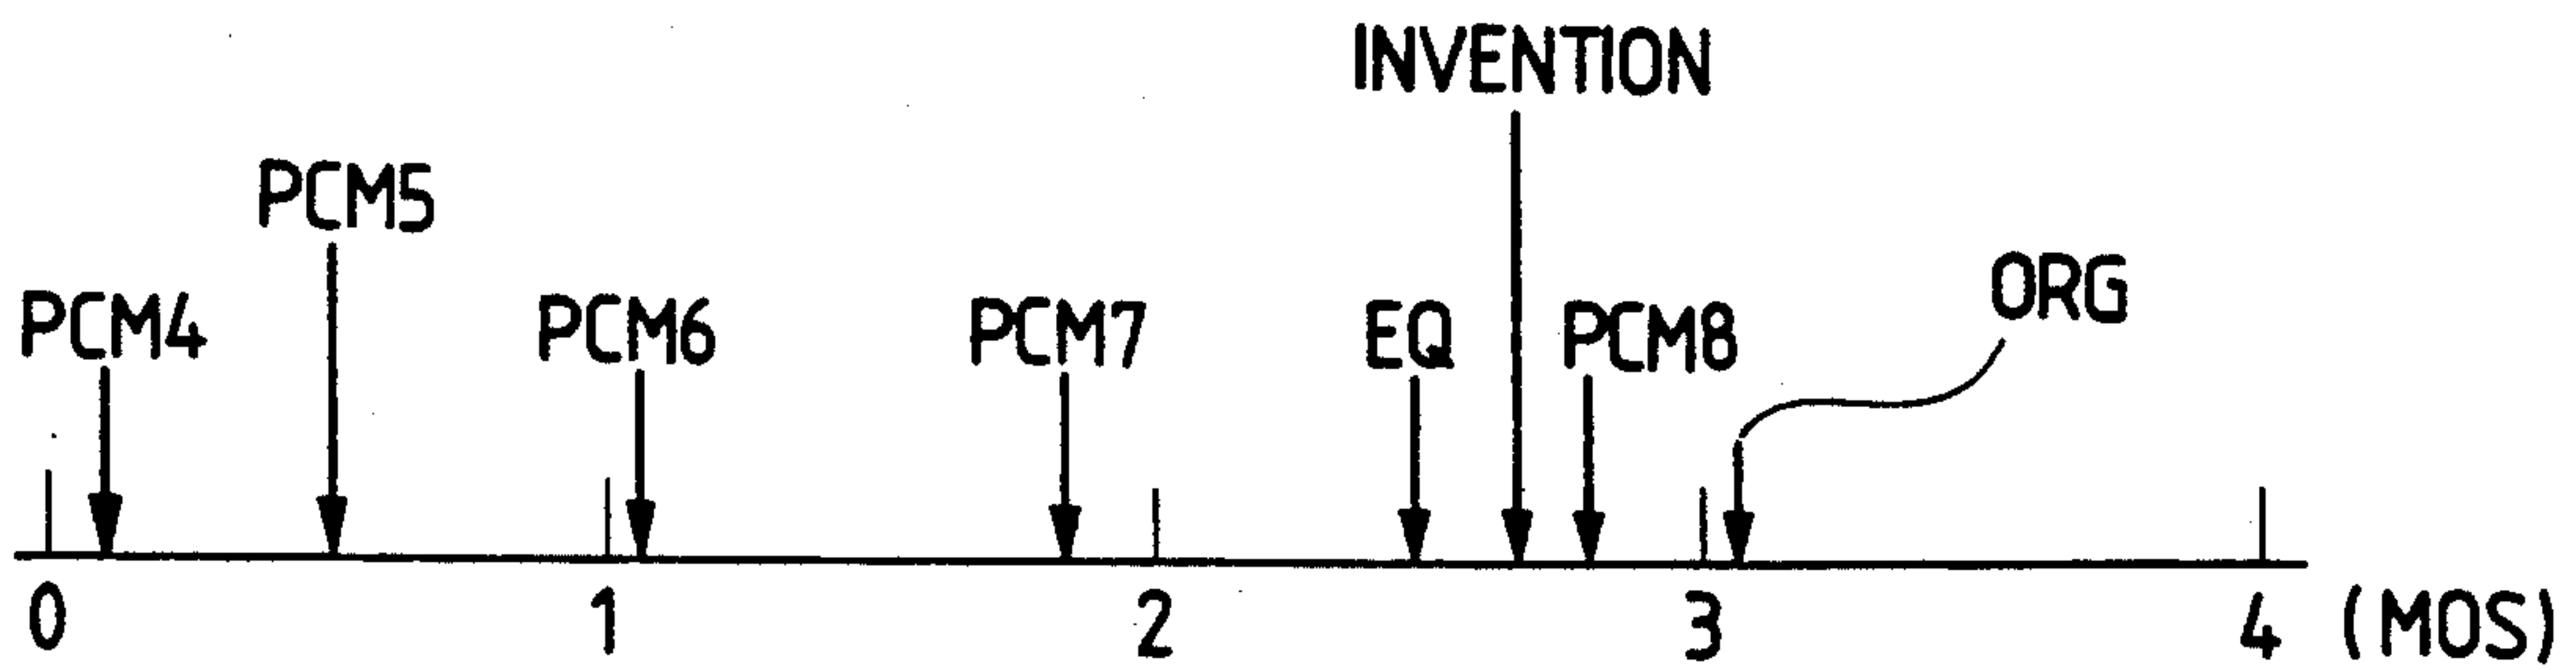 INVENTION
PCM5
ORG
PCM4
PCM6
PCM7
EQ
PCM8
0 1 2 3 4 (MOS)